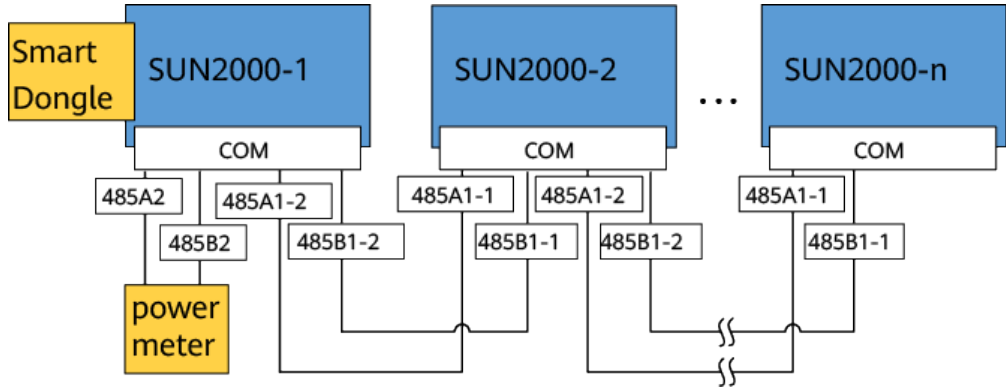 Smart
Dongle
SUN2000-1
SUN2000-2
...
SUN2000-n
COM
COM
COM
485A2
485A1-2
485A1-1
485A1-2
485A1-1
485B2
485B1-2
485B1-1
485B1-2
485B1-1
power
meter